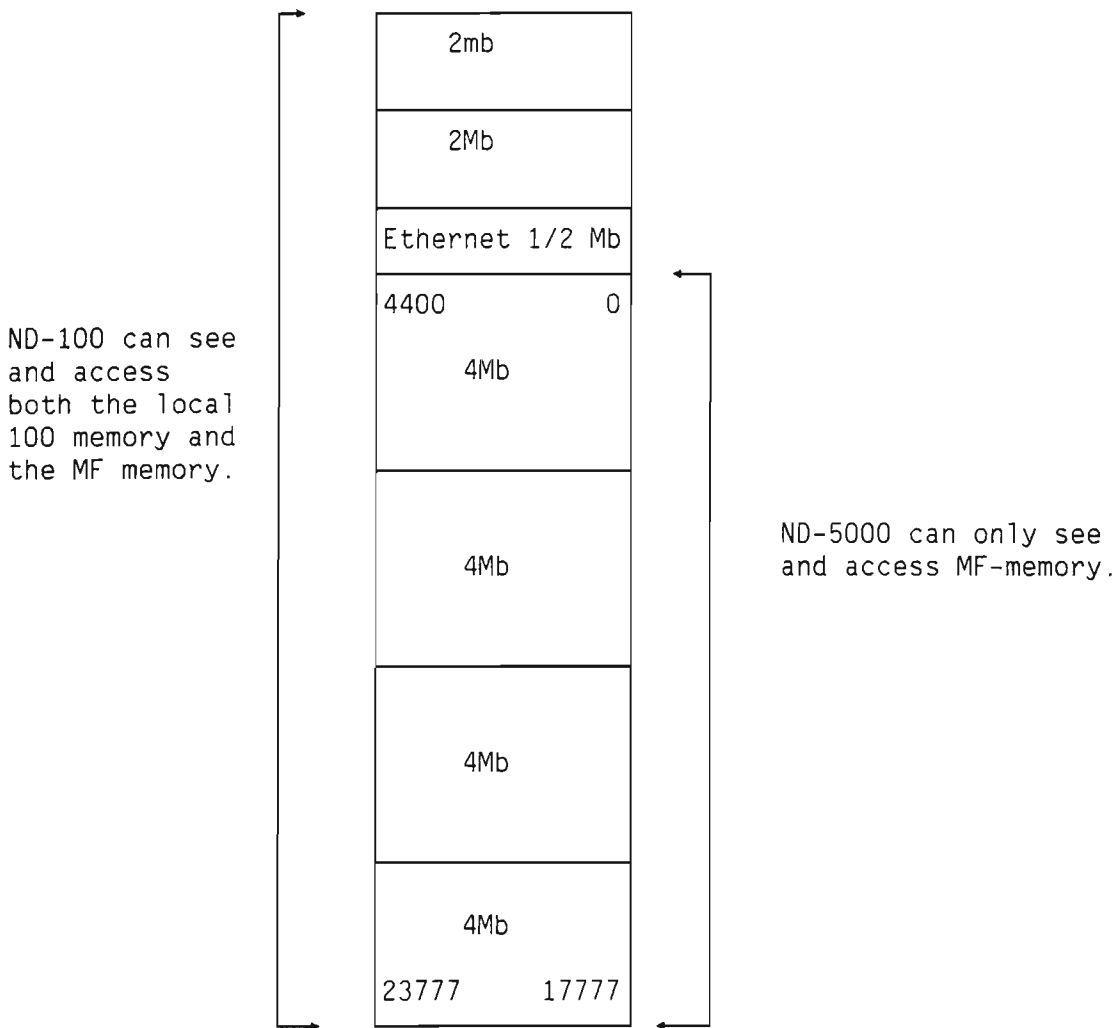 2mb
2Mb
Ethernet 1/2 Mb
4400 0
ND-100 can see
and access
both the local
100 memory and
the MF memory.
4Mb
4Mb
ND-5000 can only see
and access MF-memory.
4Mb
4Mb
23777 17777